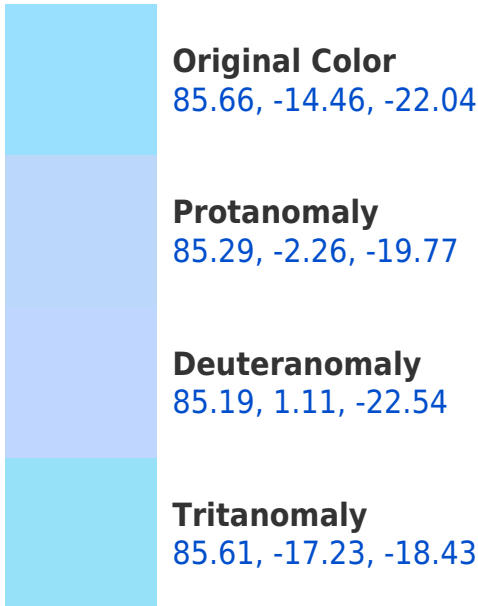 Original Color
85.66, -14.46, -22.04
Protanomaly
85.29, -2.26, -19.77
Deuteranomaly
85.19, 1.11, -22.54
Tritanomaly
85.61, -17.23, -18.43